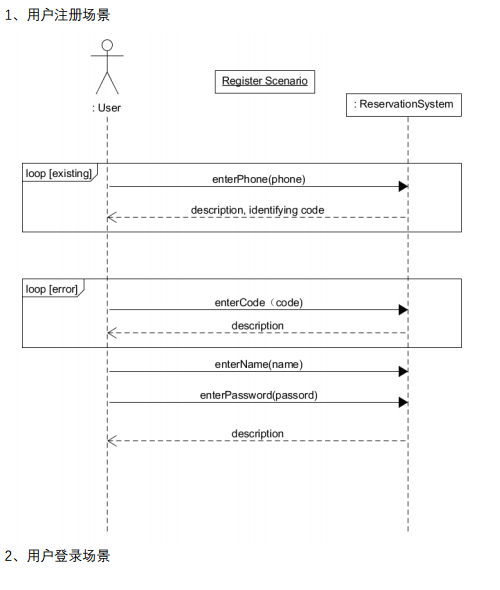 1、用户注册场景
Register Scenario
: ReservationSystem
: User
loop [existing]
enterPhone(phone)
description, identifying code
loop [error]
enterCode（code）
description
enterName(name)
enterPassword(passord)
description
2、用户登录场景